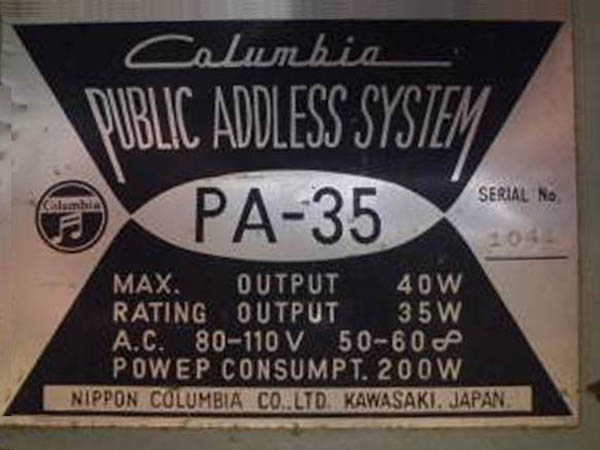 Columbia
PUBLIC ADDLESS SYSTEM
Columbia
PA-35
SERIAL No.
1041
MAX. OUTPUT 40W
RATING OUTPUT 35W
A.C. 80-110V 50-60∞
POWEP CONSUMPT. 200W
NIPPON COLUMBIA CO.,LTD. KAWASAKI. JAPAN.